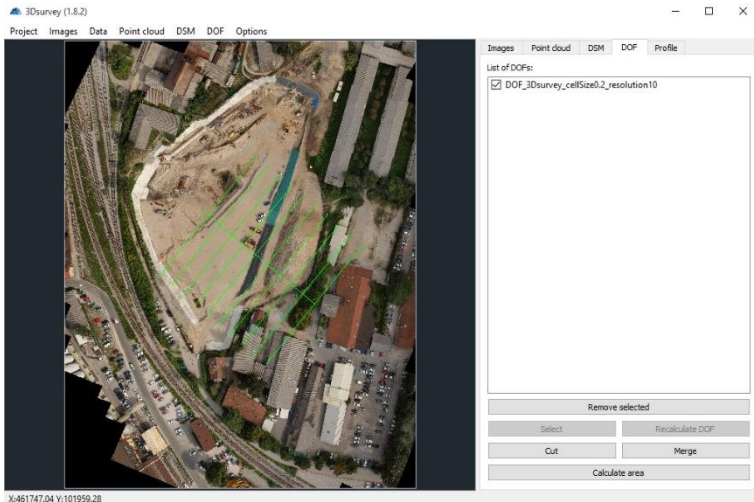 3Dsurvey (1.8.2)
Project Images Data Point cloud DSM DOF Options
Images Point cloud DSM DOF Profile
List of DOFs:
DOF_3Dsurvey_cellSize0.2_resolution10
Remove selected
Select Recalculate DOF
Cut Merge
Calculate area
X:461747.04 Y:101959.28